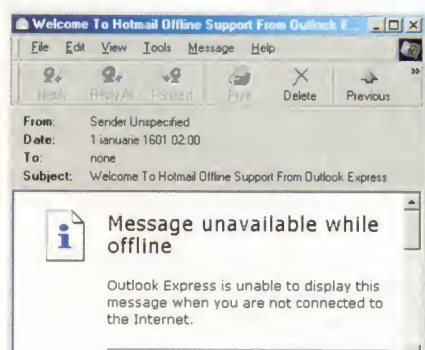 Welcome To Hotmail Offline Support From Outlook E...
File Edit View Tools Message Help
Reply Reply All Forward Print Delete Previous
From: Sender Unspecified
Date: 1 ianuarie 1601 02:00
To: none
Subject: Welcome To Hotmail Offline Support From Outlook Express
Message unavailable while
offline
Outlook Express is unable to display this
message when you are not connected to
the Internet.